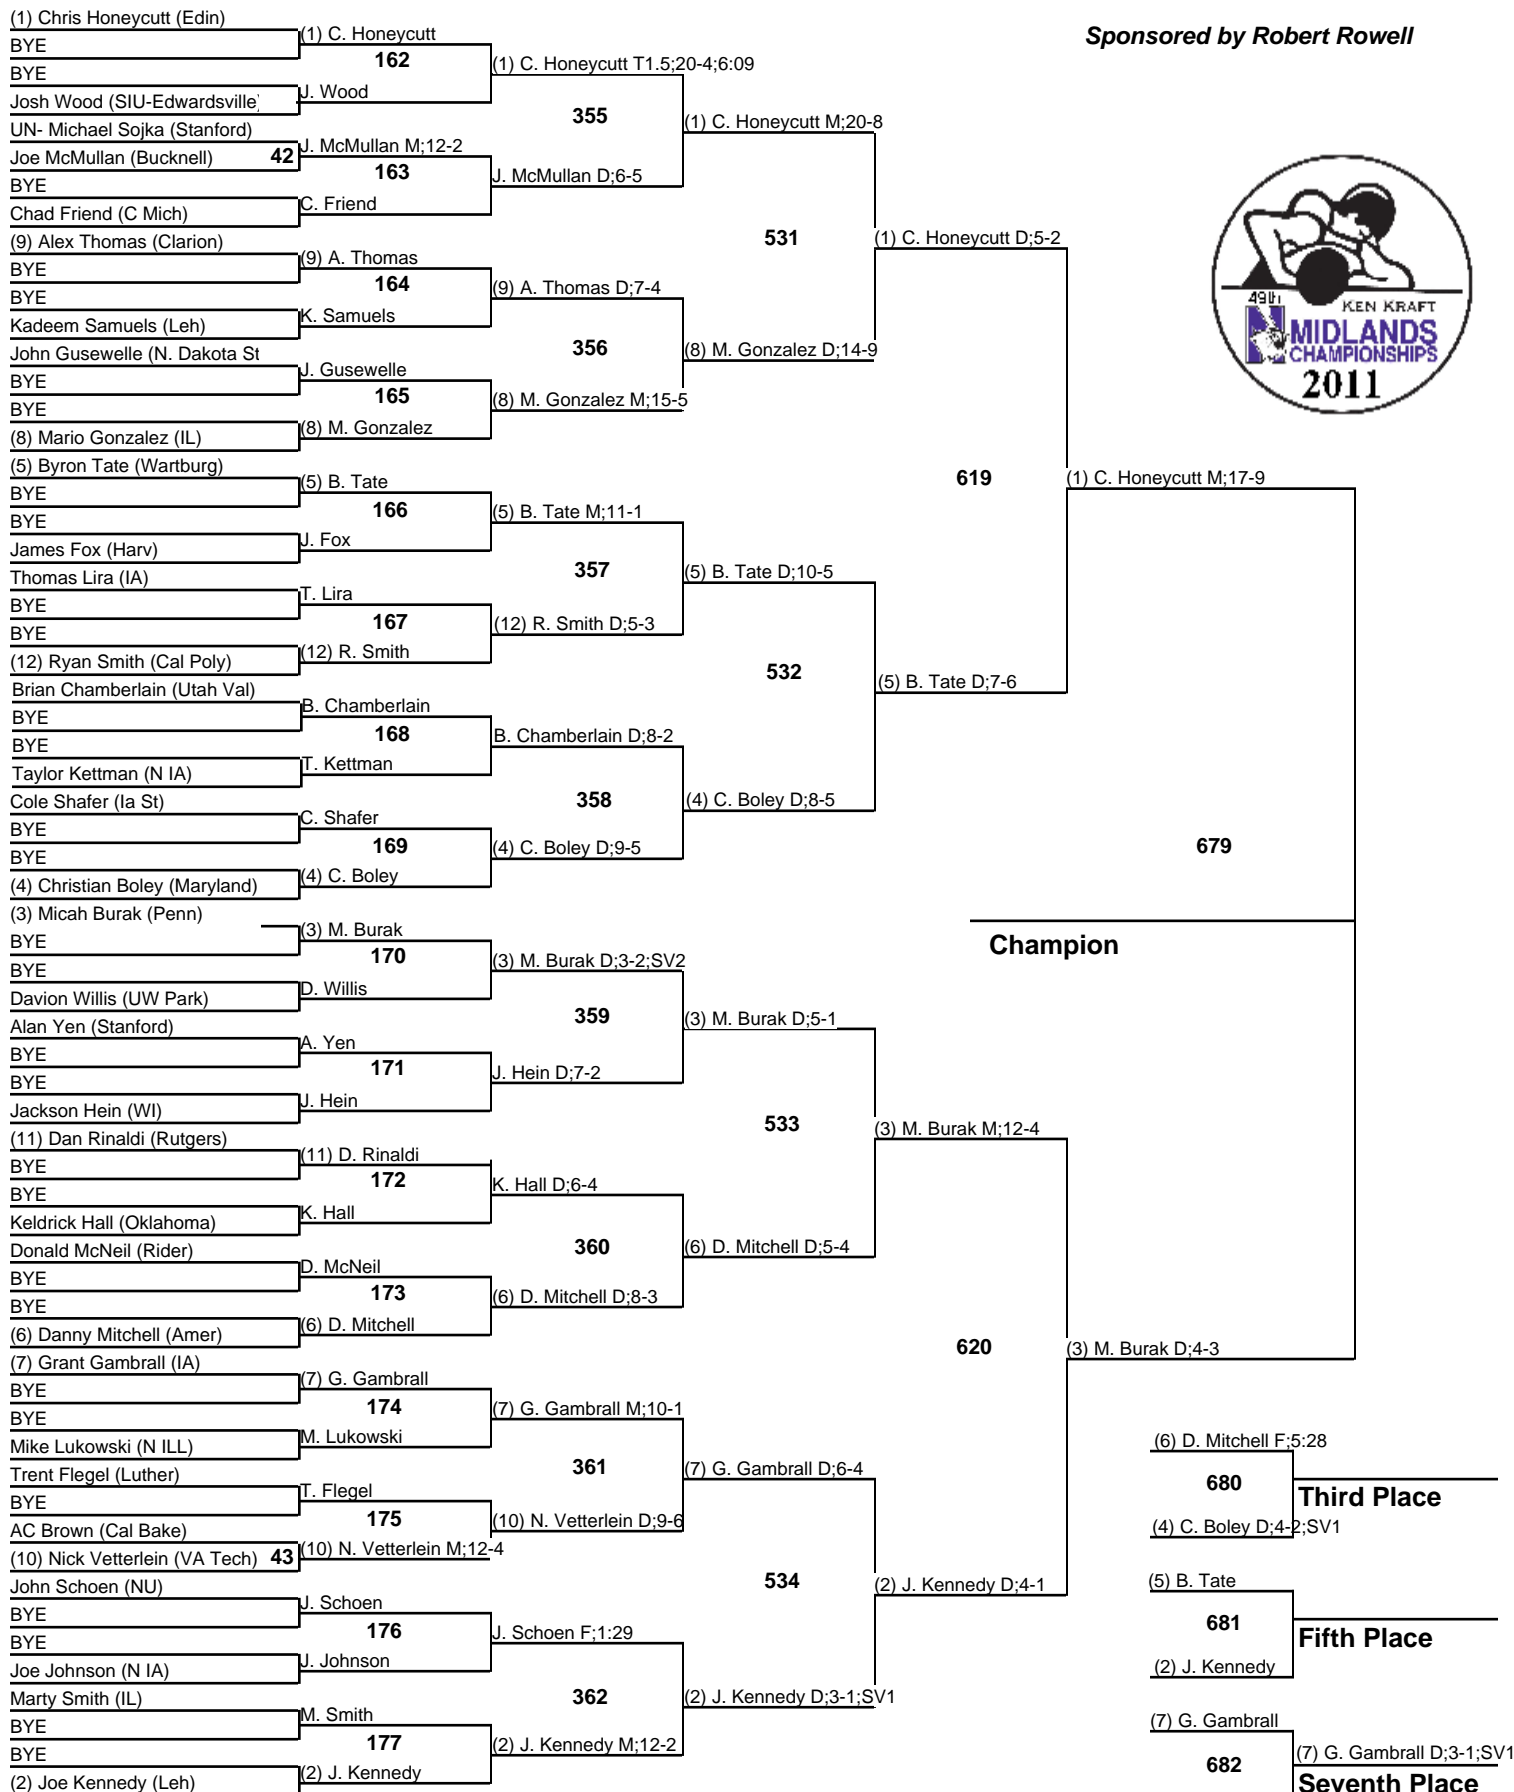 Sponsored by Robert Rowell
(1) Chris Honeycutt (Edin)
BYE
BYE
Josh Wood (SIU-Edwardsville)
UN- Michael Sojka (Stanford)
Joe McMullan (Bucknell) 42
BYE
Chad Friend (C Mich)
(9) Alex Thomas (Clarion)
BYE
BYE
Kadeem Samuels (Leh)
John Gusewelle (N. Dakota St
BYE
BYE
(8) Mario Gonzalez (IL)
(5) Byron Tate (Wartburg)
BYE
BYE
James Fox (Harv)
Thomas Lira (IA)
BYE
BYE
(12) Ryan Smith (Cal Poly)
Brian Chamberlain (Utah Val)
BYE
BYE
Taylor Kettman (N IA)
Cole Shafer (Ia St)
BYE
BYE
(4) Christian Boley (Maryland)
(3) Micah Burak (Penn)
BYE
BYE
Davion Willis (UW Park)
Alan Yen (Stanford)
BYE
BYE
Jackson Hein (WI)
(11) Dan Rinaldi (Rutgers)
BYE
BYE
Keldrick Hall (Oklahoma)
Donald McNeil (Rider)
BYE
BYE
(6) Danny Mitchell (Amer)
(7) Grant Gambrall (IA)
BYE
BYE
Mike Lukowski (N ILL)
Trent Flegel (Luther)
BYE
AC Brown (Cal Bake)
(10) Nick Vetterlein (VA Tech) 43
John Schoen (NU)
BYE
BYE
Joe Johnson (N IA)
Marty Smith (IL)
BYE
BYE
(2) Joe Kennedy (Leh)
(1) C. Honeycutt
162
J. Wood
J. McMullan M;12-2
163
C. Friend
(9) A. Thomas
164
K. Samuels
J. Gusewelle
165
(8) M. Gonzalez
(5) B. Tate
166
J. Fox
T. Lira
167
(12) R. Smith
B. Chamberlain
168
T. Kettman
C. Shafer
169
(4) C. Boley
(3) M. Burak
170
D. Willis
A. Yen
171
J. Hein
(11) D. Rinaldi
172
K. Hall
D. McNeil
173
(6) D. Mitchell
(7) G. Gambrall
174
M. Lukowski
T. Flegel
175
(10) N. Vetterlein M;12-4
J. Schoen
176
J. Johnson
M. Smith
177
(2) J. Kennedy
(1) C. Honeycutt T1.5;20-4;6:09
355
J. McMullan D;6-5
(9) A. Thomas D;7-4
356
(8) M. Gonzalez M;15-5
(5) B. Tate M;11-1
357
(12) R. Smith D;5-3
B. Chamberlain D;8-2
358
(4) C. Boley D;9-5
(3) M. Burak D;3-2;SV2
359
J. Hein D;7-2
K. Hall D;6-4
360
(6) D. Mitchell D;8-3
(7) G. Gambrall M;10-1
361
(10) N. Vetterlein D;9-6
J. Schoen F;1:29
362
(2) J. Kennedy M;12-2
(1) C. Honeycutt M;20-8
531
(8) M. Gonzalez D;14-9
(5) B. Tate D;10-5
532
(4) C. Boley D;8-5
(3) M. Burak D;5-1
533
(6) D. Mitchell D;5-4
(7) G. Gambrall D;6-4
534
(2) J. Kennedy D;3-1;SV1
(1) C. Honeycutt D;5-2
619
(5) B. Tate D;7-6
(3) M. Burak M;12-4
620
(2) J. Kennedy D;4-1
(1) C. Honeycutt M;17-9
679
(3) M. Burak D;4-3
Champion
49th
KEN KRAFT
N MIDLANDS
CHAMPIONSHIPS
2011
(6) D. Mitchell F;5:28
680
Third Place
(4) C. Boley D;4-2;SV1
(5) B. Tate
681
Fifth Place
(2) J. Kennedy
(7) G. Gambrall
682
(7) G. Gambrall D;3-1;SV1
Seventh Place